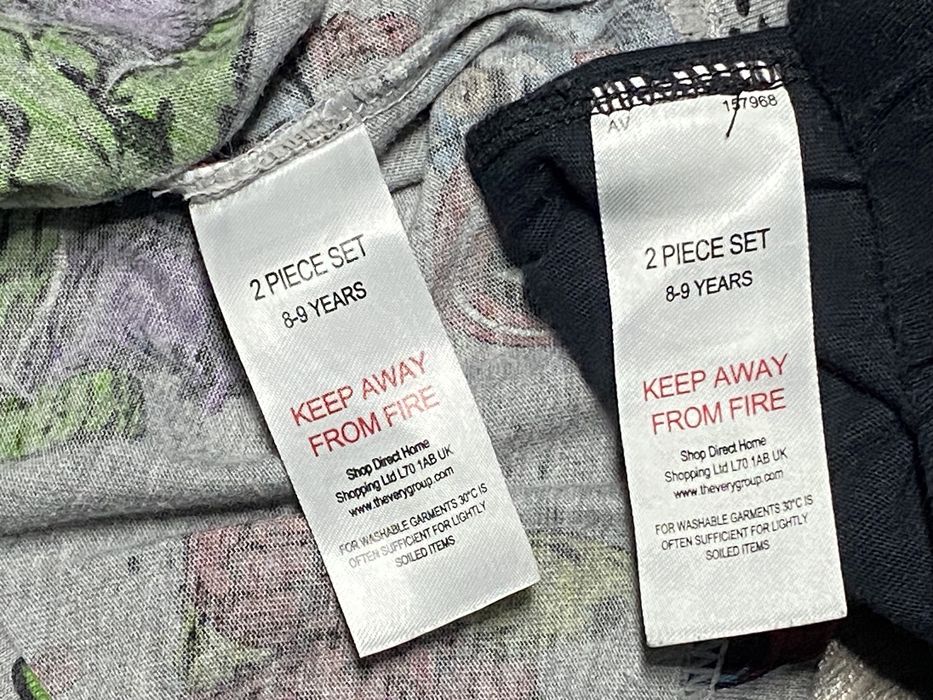 2 PIECE SET
8-9 YEARS
KEEP AWAY
FROM FIRE
Shop Direct Home
Shopping Ltd L70 1AB UK
www.theverygroup.com
FOR WASHABLE GARMENTS 30°C IS
OFTEN SUFFICIENT FOR LIGHTLY
SOILED ITEMS
AV 157968
2 PIECE SET
8-9 YEARS
KEEP AWAY
FROM FIRE
Shop Direct Home
Shopping Ltd L70 1AB UK
www.theverygroup.com
FOR WASHABLE GARMENTS 30°C IS
OFTEN SUFFICIENT FOR LIGHTLY
SOILED ITEMS